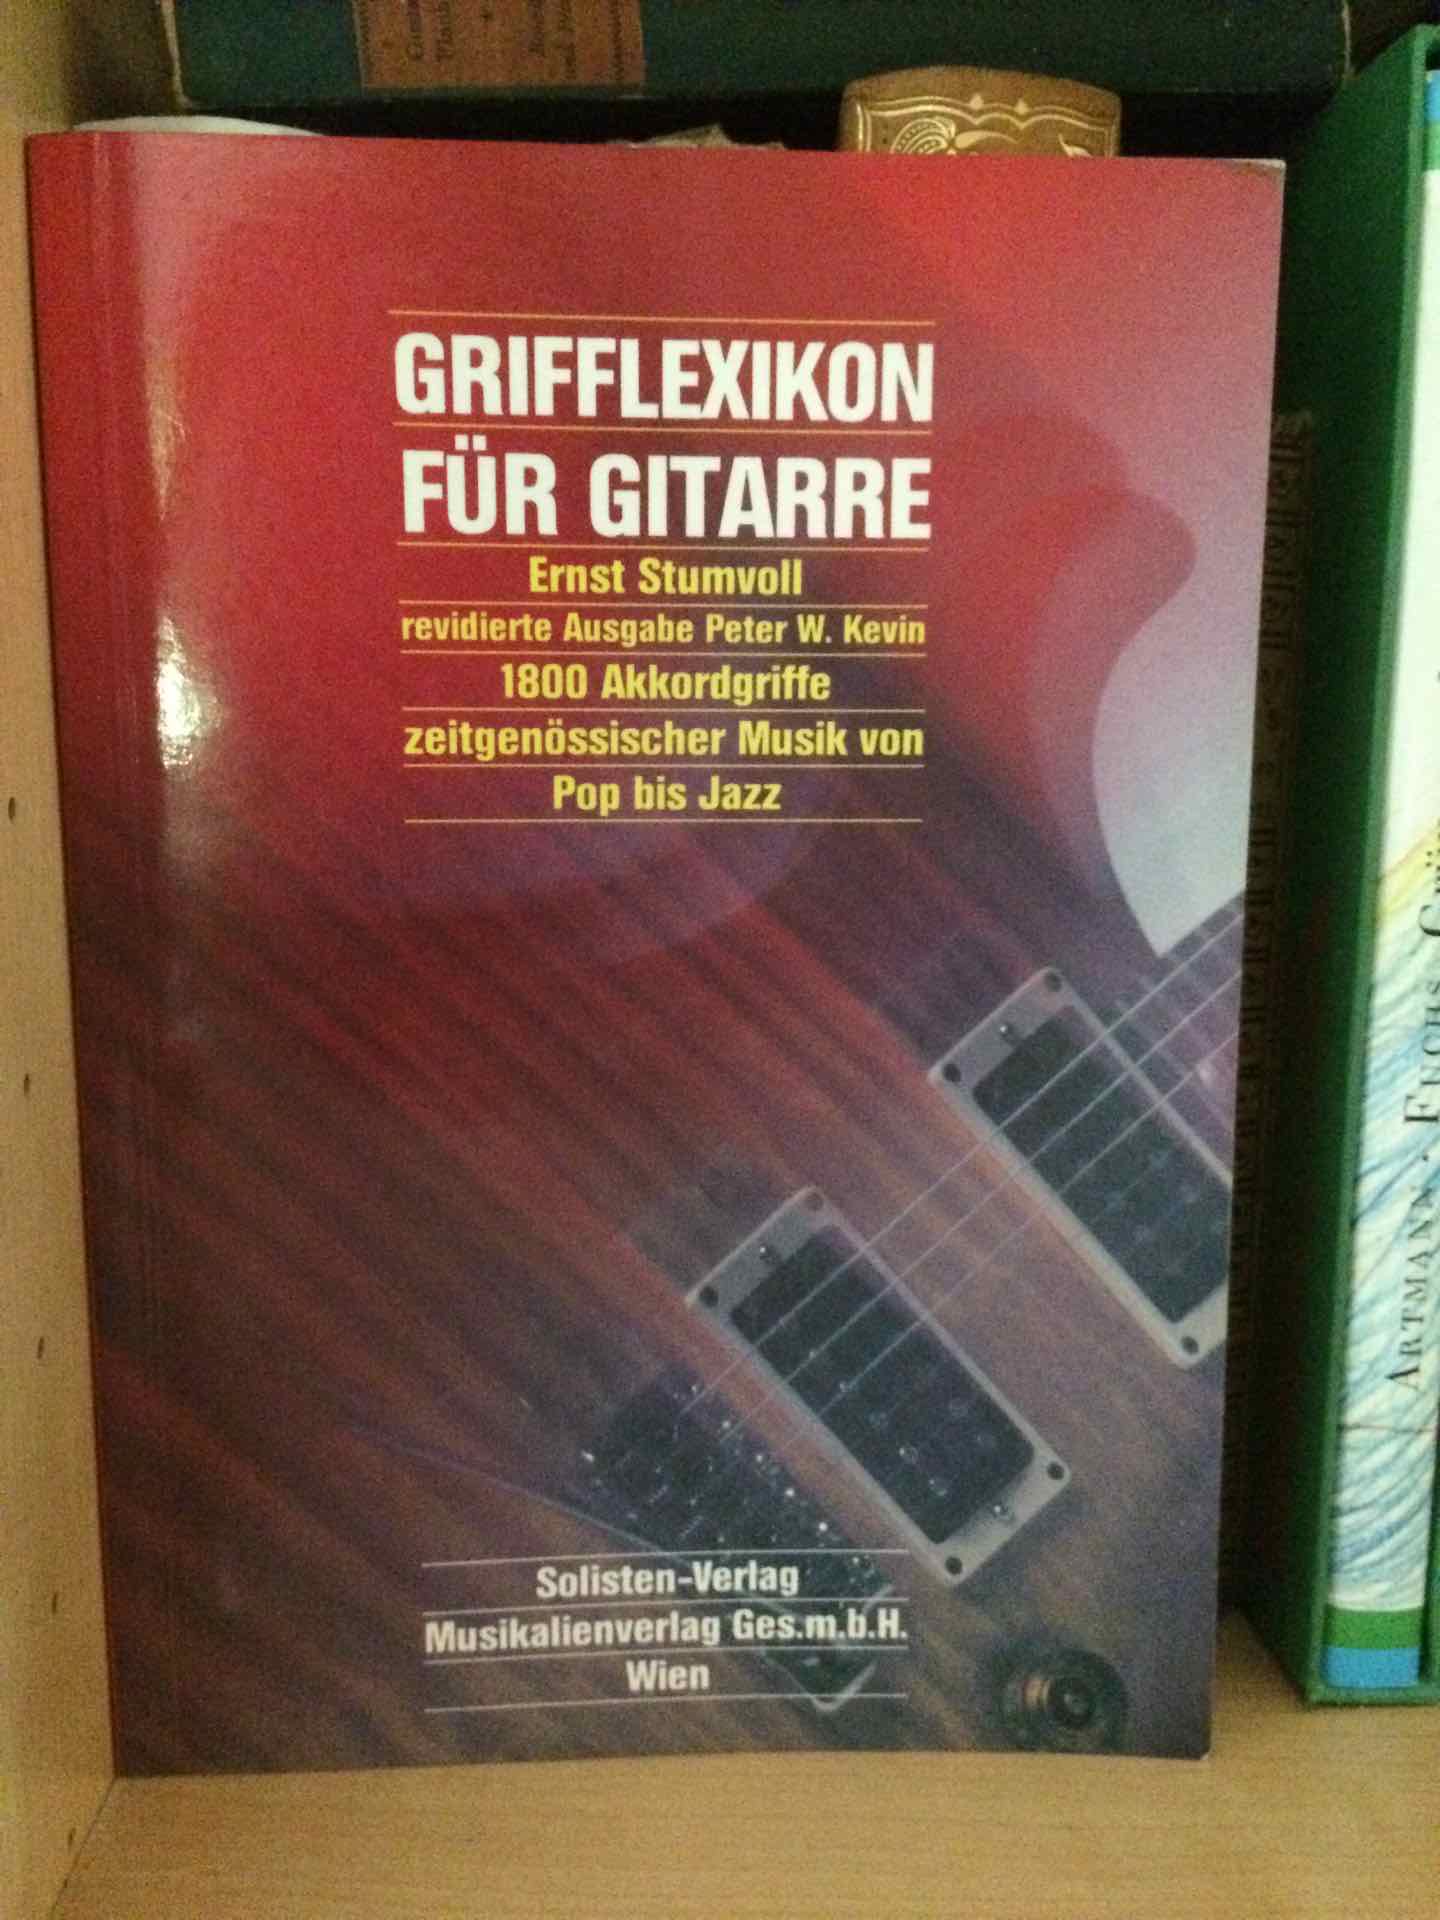 GRIFFLEXIKON
FÜR GITARRE
Ernst Stumvoll
revidierte Ausgabe Peter W. Kevin
1800 Akkordgriffe
zeitgenössischer Musik von
Pop bis Jazz
Solisten-Verlag
Musikalienverlag Ges.m.b.H.
Wien
ARTMANN · FUCHS